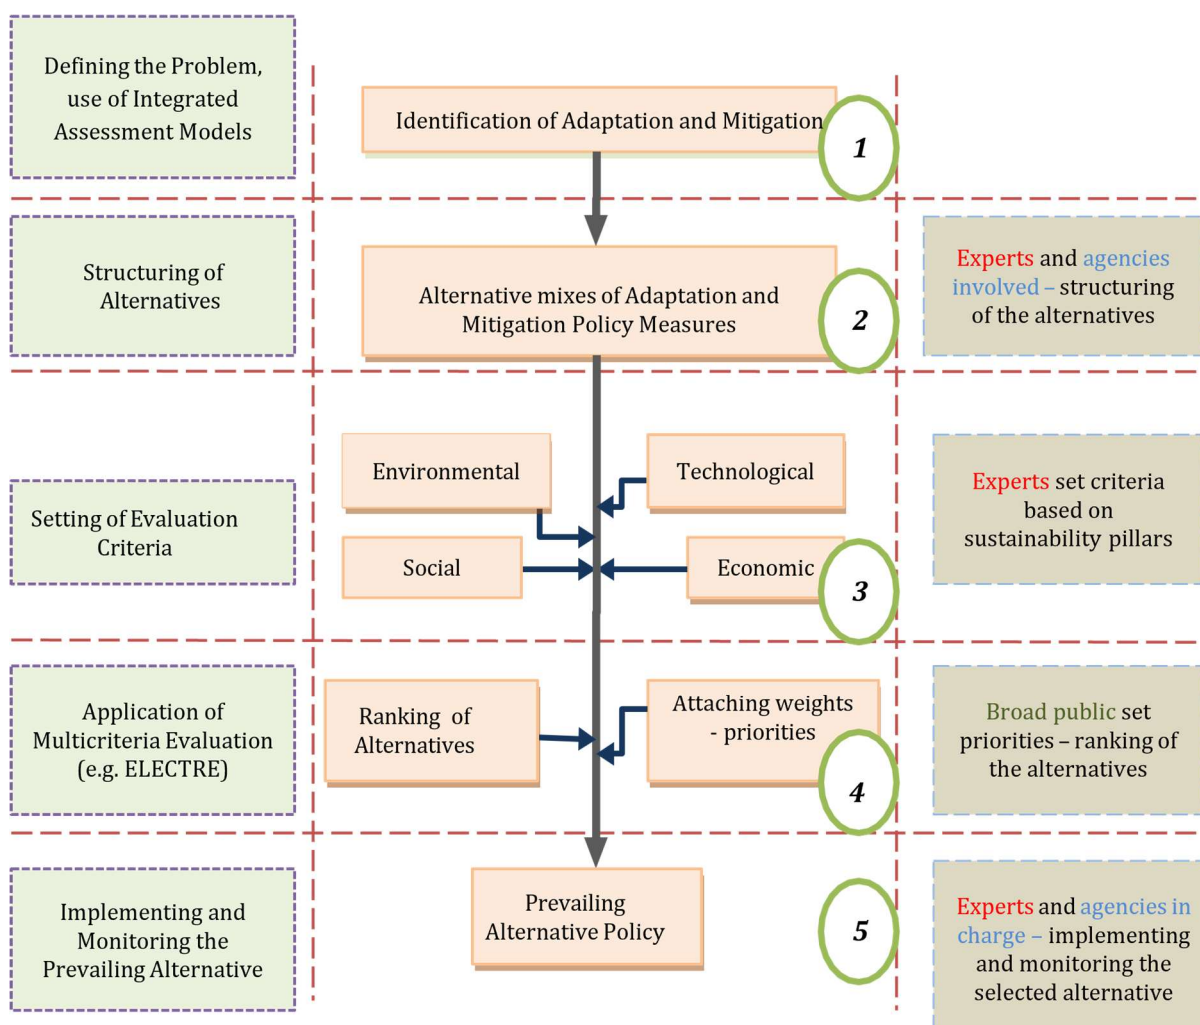 Defining the Problem,
use of Integrated
Assessment Models
Identification of Adaptation and Mitigation
1
Structuring of
Alternatives
Alternative mixes of Adaptation and
Mitigation Policy Measures
2
Experts and agencies
involved – structuring
of the alternatives
Setting of Evaluation
Criteria
Environmental
Technological
Social
Economic
3
Experts set criteria
based on
sustainability pillars
Application of
Multicriteria Evaluation
(e.g. ELECTRE)
Ranking of
Alternatives
Attaching weights
- priorities
4
Broad public set
priorities – ranking of
the alternatives
Implementing and
Monitoring the
Prevailing Alternative
Prevailing
Alternative Policy
5
Experts and agencies in
charge – implementing
and monitoring the
selected alternative